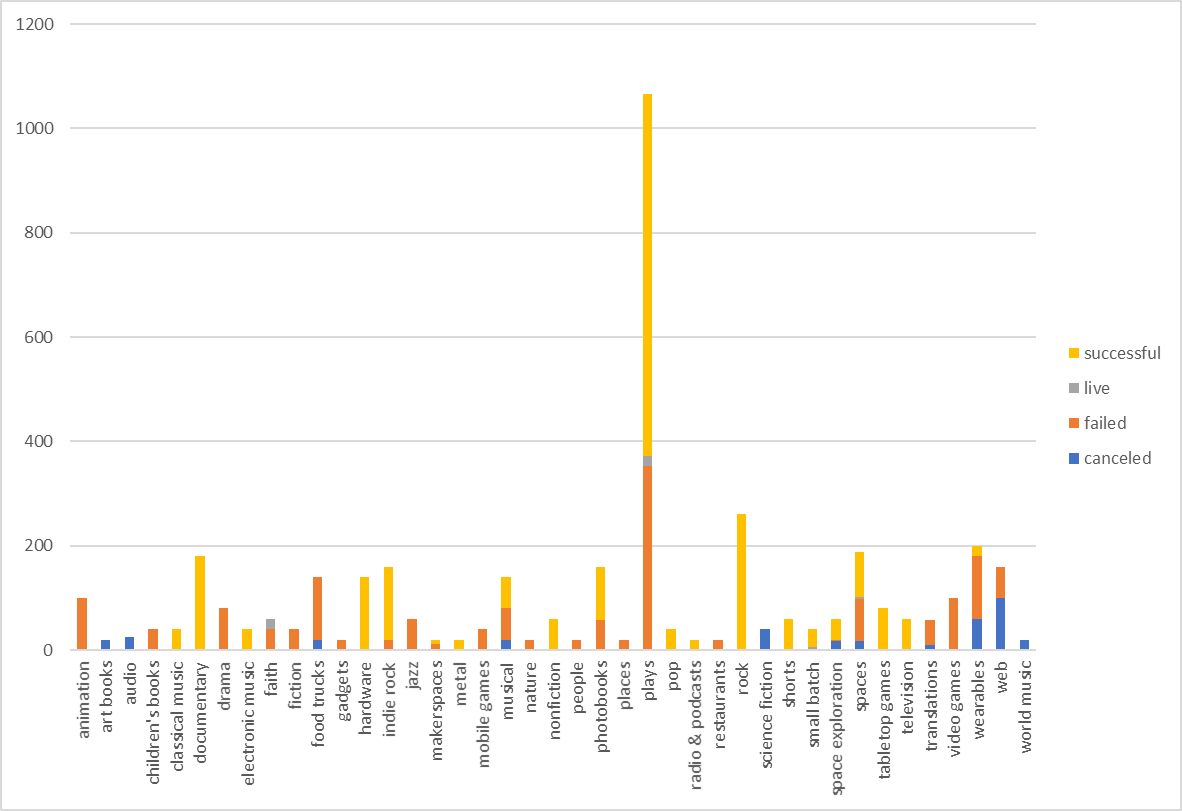 1200
1000
800
600
400
200
0
animation
art books
audio
children's books
classical music
documentary
drama
electronic music
faith
fiction
food trucks
gadgets
hardware
indie rock
jazz
makerspaces
metal
mobile games
musical
nature
nonfiction
people
photobooks
places
plays
pop
radio & podcasts
restaurants
rock
science fiction
shorts
small batch
space exploration
spaces
tabletop games
television
translations
video games
wearables
web
world music
successful
live
failed
canceled